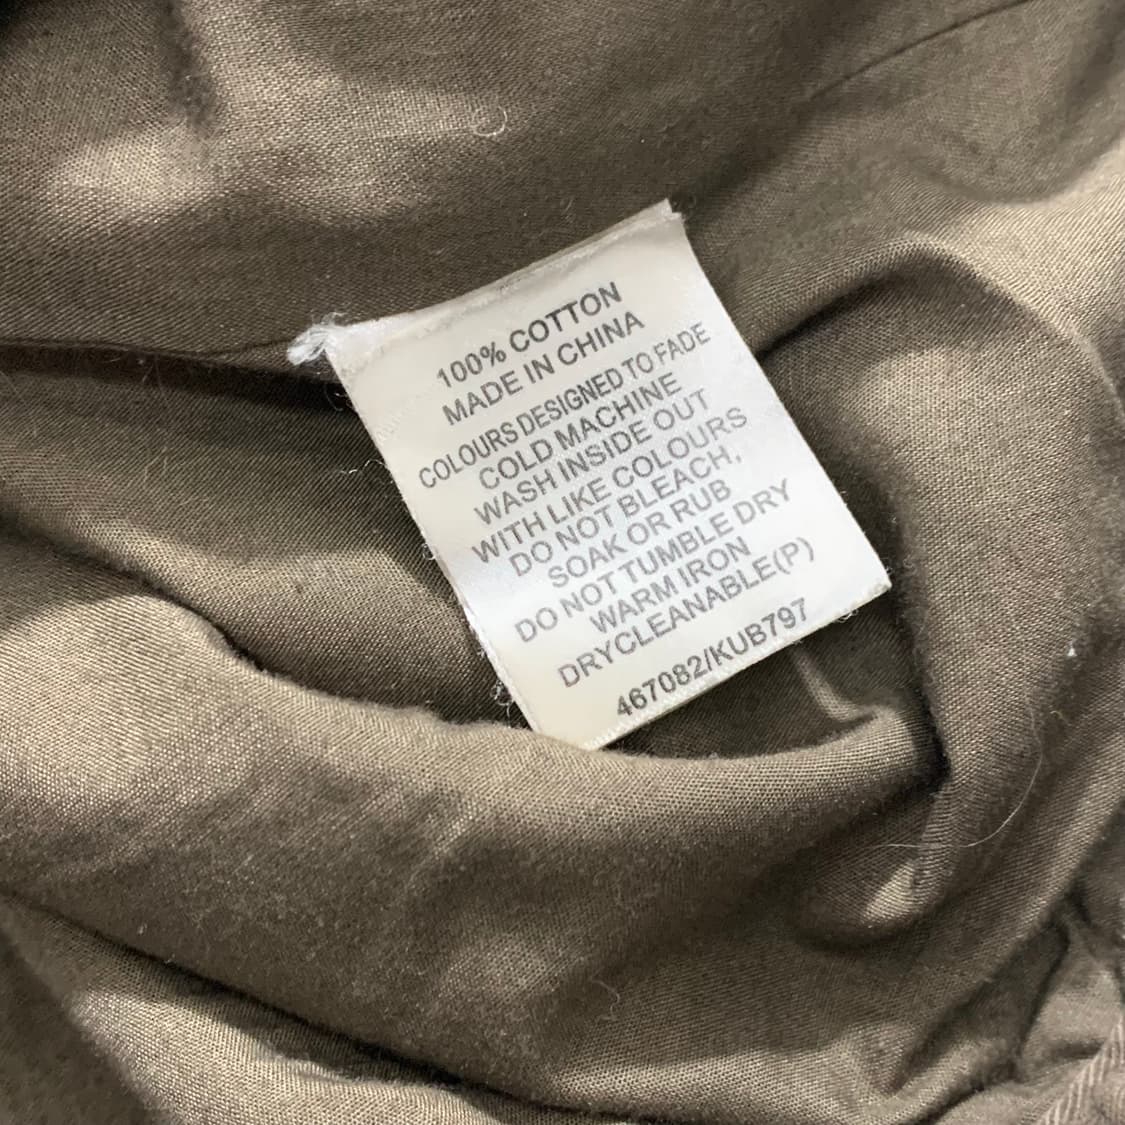 100% COTTON
MADE IN CHINA
COLOURS DESIGNED TO FADE
COLD MACHINE
WASH INSIDE OUT
WITH LIKE COLOURS
DO NOT BLEACH,
SOAK OR RUB
DO NOT TUMBLE DRY
WARM IRON
DRYCLEANABLE(P)
467082/KUB797